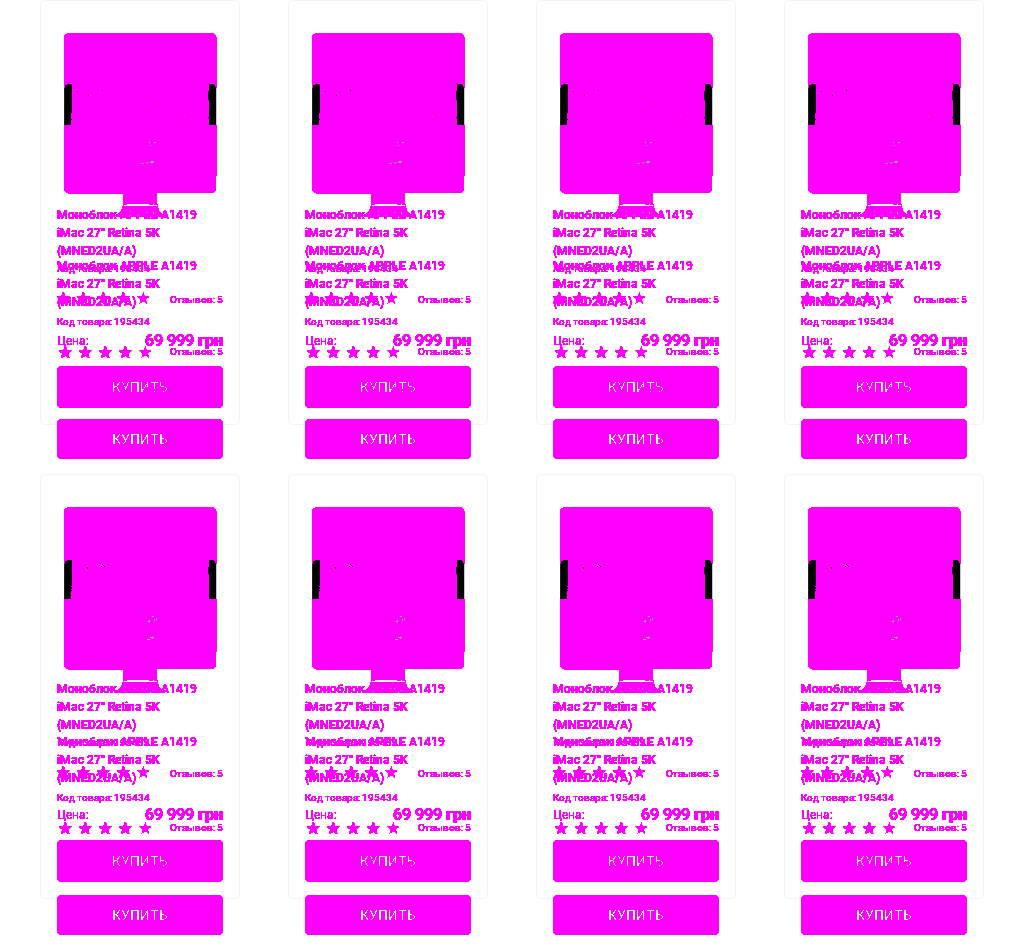 Моноблок A1419 Моноблок A1419 Моноблок A1419 Моноблок A1419
iMac 27" Retina 5K iMac 27" Retina 5K iMac 27" Retina 5K iMac 27" Retina 5K
(MNED2UA/A) (MNED2UA/A) (MNED2UA/A) (MNED2UA/A)
Моноблок APPLE A1419 Моноблок APPLE A1419 Моноблок APPLE A1419 Моноблок APPLE A1419
iMac 27" Retina 5K iMac 27" Retina 5K iMac 27" Retina 5K iMac 27" Retina 5K
(MNED2UA/A) Отзывов: 5 (MNED2UA/A) Отзывов: 5 (MNED2UA/A) Отзывов: 5 (MNED2UA/A) Отзывов: 5
Код товара: 195434 Код товара: 195434 Код товара: 195434 Код товара: 195434
Цена: 69 999 грн Цена: 69 999 грн Цена: 69 999 грн Цена: 69 999 грн
Отзывов: 5 Отзывов: 5 Отзывов: 5 Отзывов: 5
КУПИТЬ КУПИТЬ КУПИТЬ КУПИТЬ
КУПИТЬ КУПИТЬ КУПИТЬ КУПИТЬ
Моноблок A1419 Моноблок A1419 Моноблок A1419 Моноблок A1419
iMac 27" Retina 5K iMac 27" Retina 5K iMac 27" Retina 5K iMac 27" Retina 5K
(MNED2UA/A) (MNED2UA/A) (MNED2UA/A) (MNED2UA/A)
Моноблок APPLE A1419 Моноблок APPLE A1419 Моноблок APPLE A1419 Моноблок APPLE A1419
iMac 27" Retina 5K iMac 27" Retina 5K iMac 27" Retina 5K iMac 27" Retina 5K
(MNED2UA/A) Отзывов: 5 (MNED2UA/A) Отзывов: 5 (MNED2UA/A) Отзывов: 5 (MNED2UA/A) Отзывов: 5
Код товара: 195434 Код товара: 195434 Код товара: 195434 Код товара: 195434
Цена: 69 999 грн Цена: 69 999 грн Цена: 69 999 грн Цена: 69 999 грн
Отзывов: 5 Отзывов: 5 Отзывов: 5 Отзывов: 5
КУПИТЬ КУПИТЬ КУПИТЬ КУПИТЬ
КУПИТЬ КУПИТЬ КУПИТЬ КУПИТЬ